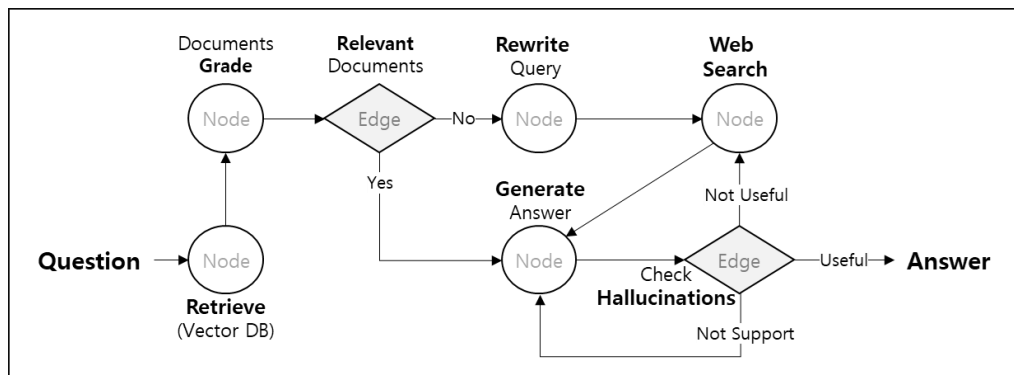 Documents
Grade
Relevant
Documents
Rewrite
Query
Web
Search
Node
Edge
No
Node
Node
Yes
Generate
Answer
Not Useful
Question
Node
Node
Edge
Useful
Answer
Check
Hallucinations
Retrieve
(Vector DB)
Not Support